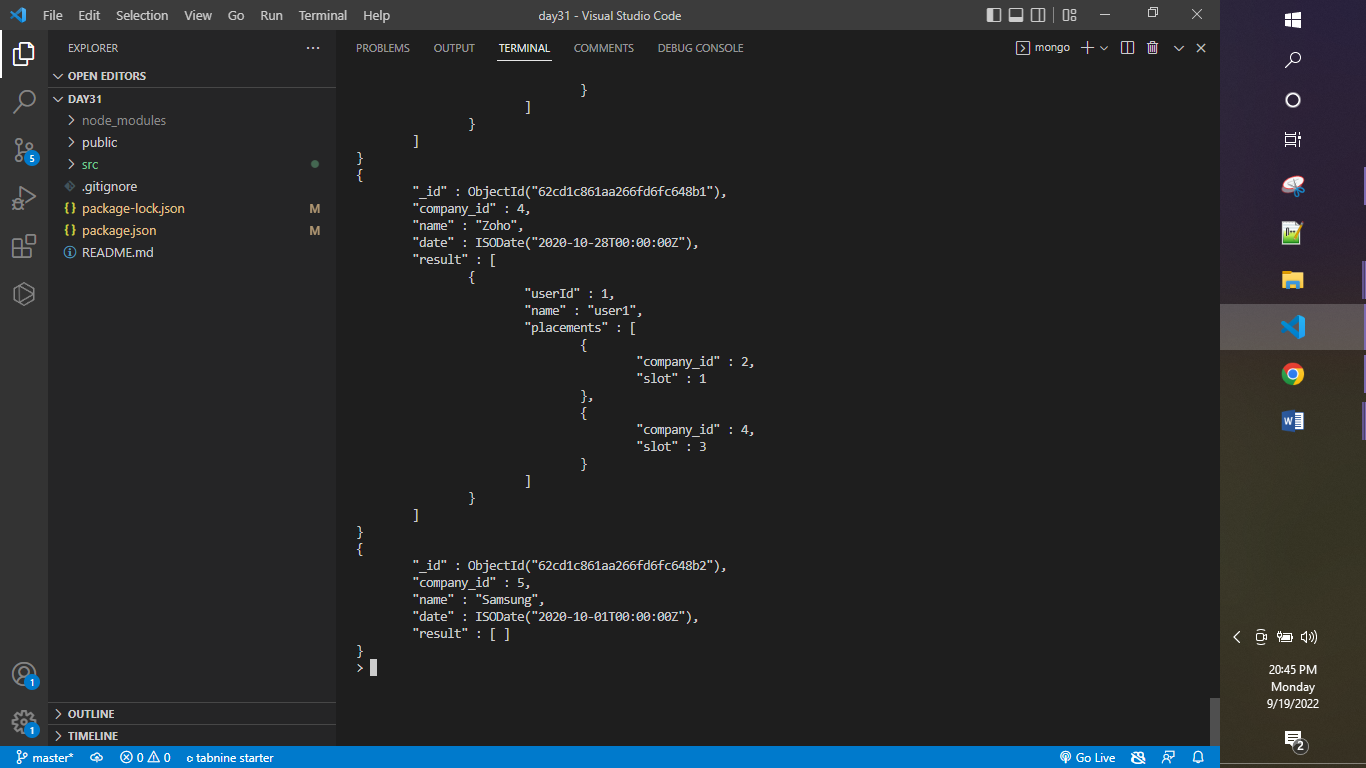 File Edit Selection View Go Run Terminal Help
day31 - Visual Studio Code
EXPLORER
OPEN EDITORS
DAY31
node_modules
public
src
.gitignore
package-lock.json M
package.json M
README.md
OUTLINE
TIMELINE
5
1
1
PROBLEMS OUTPUT TERMINAL COMMENTS DEBUG CONSOLE
mongo
}
]
}
]
}
{
"_id" : ObjectId("62cd1c861aa266fd6fc648b1"),
"company_id" : 4,
"name" : "Zoho",
"date" : ISODate("2020-10-28T00:00:00Z"),
"result" : [
{
"userId" : 1,
"name" : "user1",
"placements" : [
{
"company_id" : 2,
"slot" : 1
},
{
"company_id" : 4,
"slot" : 3
}
]
}
]
}
{
"_id" : ObjectId("62cd1c861aa266fd6fc648b2"),
"company_id" : 5,
"name" : "Samsung",
"date" : ISODate("2020-10-01T00:00:00Z"),
"result" : [ ]
}
>
master* 0 0 tabnine starter
Go Live
20:45 PM
Monday
9/19/2022
2